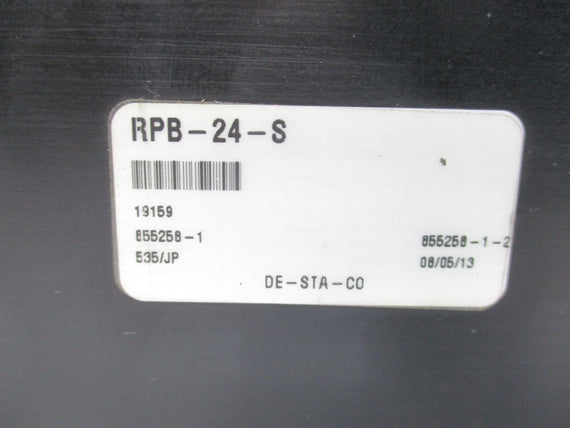 RPB-24-S
19159
855258-1 855258-1-2
535/JP 08/05/13
DE-STA-CO